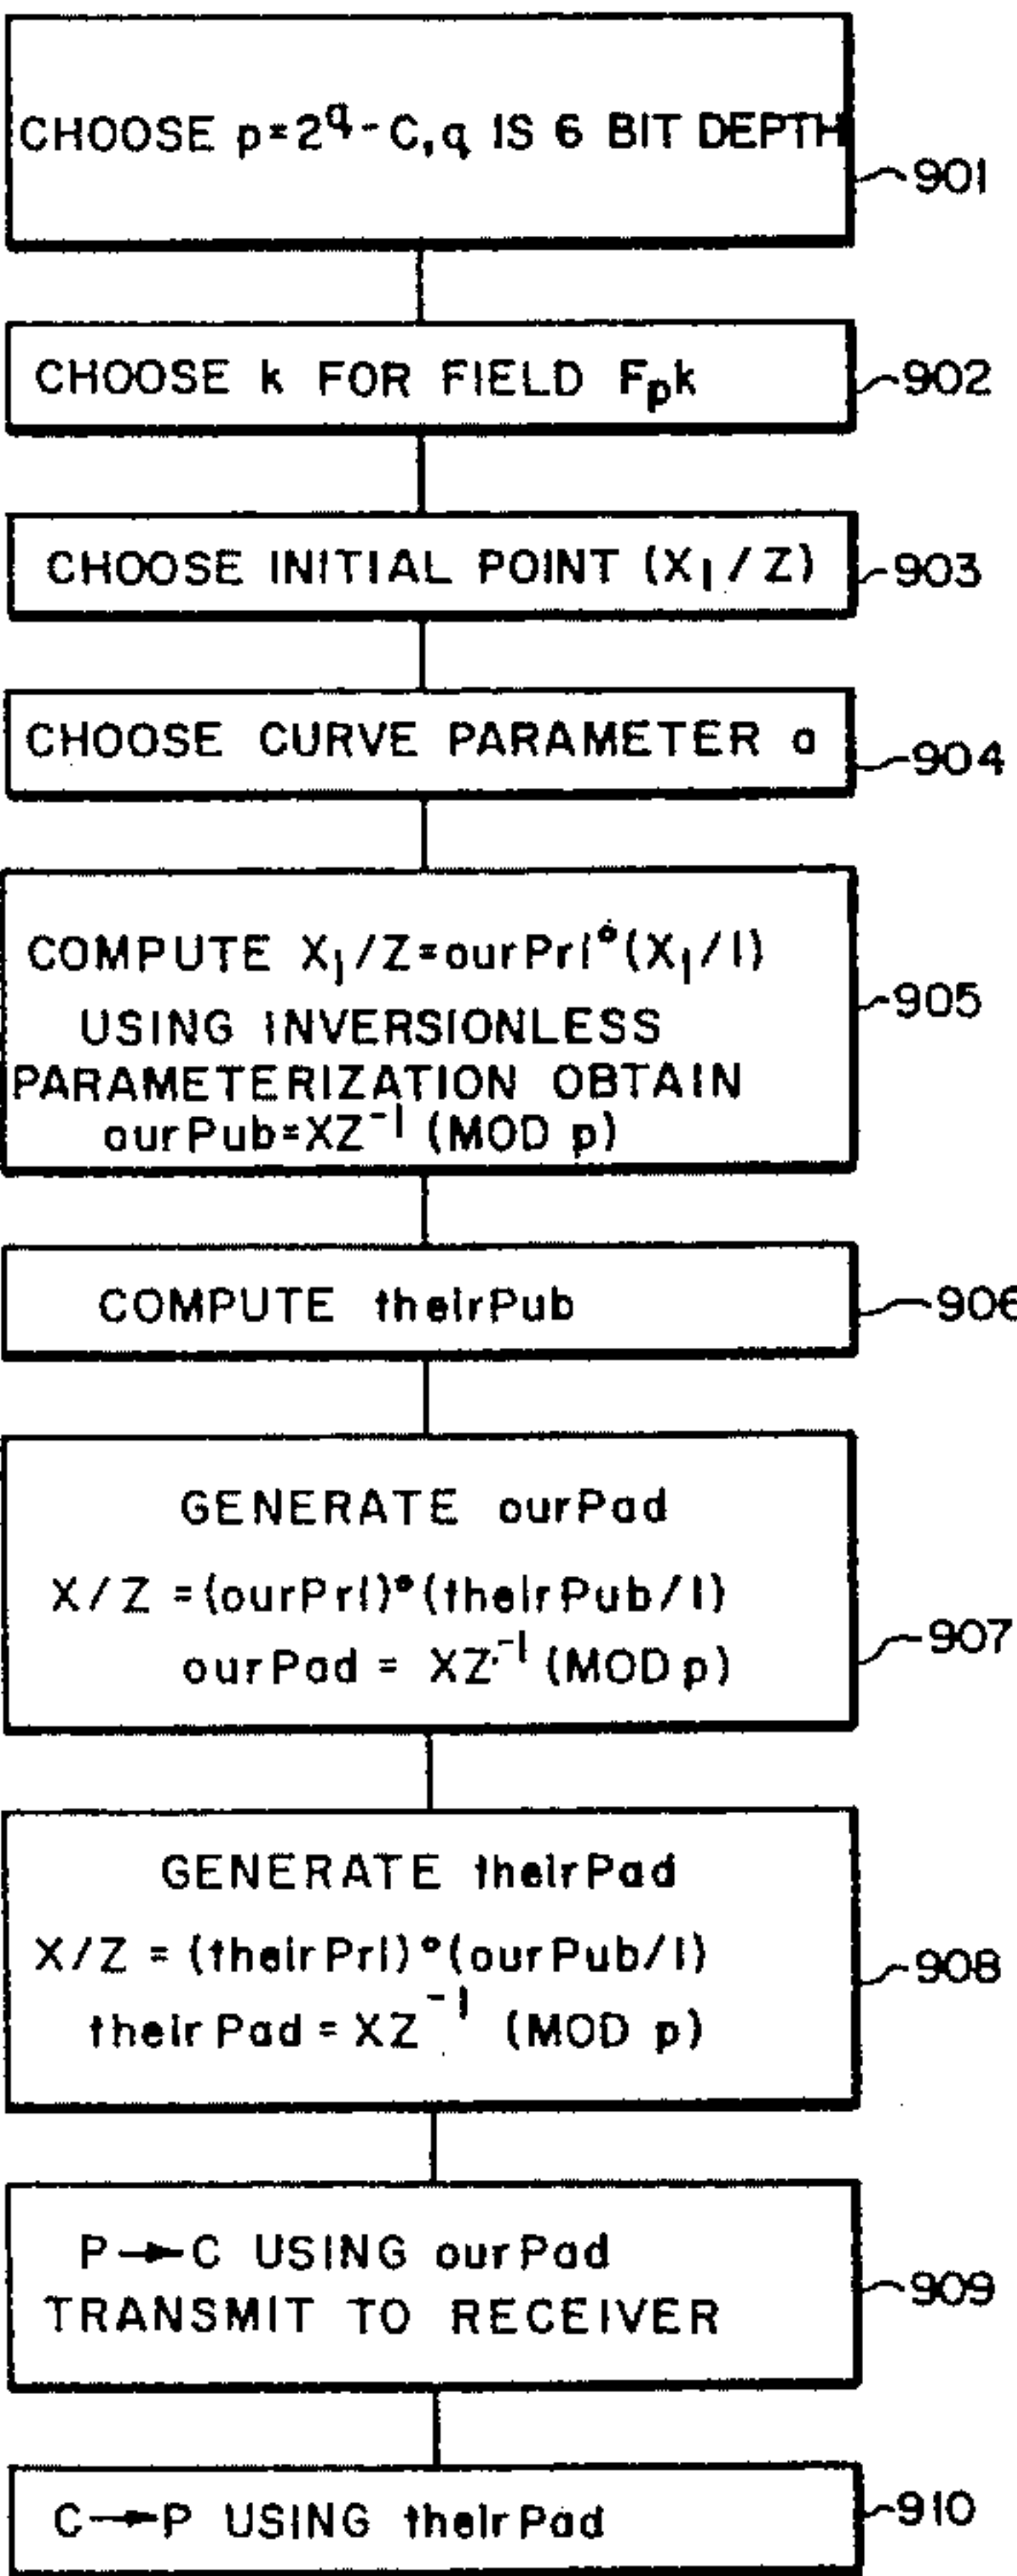 CHOOSE p=2^q-C, q IS 6 BIT DEPTH
901
CHOOSE k FOR FIELD F_p k
902
CHOOSE INITIAL POINT (X₁/Z)
903
CHOOSE CURVE PARAMETER a
904
COMPUTE X₁/Z=ourPri°(X₁/1)
USING INVERSIONLESS
PARAMETERIZATION OBTAIN
ourPub=XZ⁻¹ (MOD p)
905
COMPUTE theirPub
906
GENERATE ourPad
X/Z =(ourPri)°(theirPub/1)
ourPad = XZ⁻¹ (MOD p)
907
GENERATE theirPad
X/Z = (theirPri)°(ourPub/1)
theirPad = XZ⁻¹ (MOD p)
908
P→C USING ourPad
TRANSMIT TO RECEIVER
909
C→P USING theirPad
910